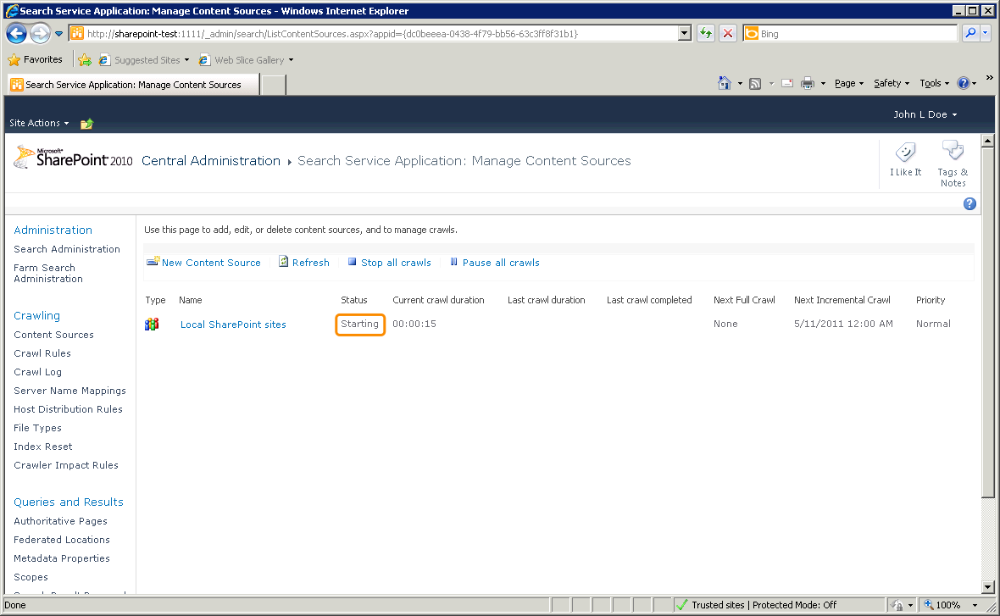 Search Service Application: Manage Content Sources - Windows Internet Explorer
http://sharepoint-test:1111/_admin/search/ListContentSources.aspx?appid={dc0beeea-0438-4f79-bb56-63c3ff8f31b1}
Bing
Favorites
Suggested Sites
Web Slice Gallery
Search Service Application: Manage Content Sources
Page
Safety
Tools
Site Actions
John L Doe
Microsoft
SharePoint 2010
Central Administration
Search Service Application: Manage Content Sources
I Like It
Tags &
Notes
Administration
Search Administration
Farm Search
Administration
Crawling
Content Sources
Crawl Rules
Crawl Log
Server Name Mappings
Host Distribution Rules
File Types
Index Reset
Crawler Impact Rules
Queries and Results
Authoritative Pages
Federated Locations
Metadata Properties
Scopes
Use this page to add, edit, or delete content sources, and to manage crawls.
New Content Source
Refresh
Stop all crawls
Pause all crawls
Type Name Status Current crawl duration Last crawl duration Last crawl completed Next Full Crawl Next Incremental Crawl Priority
Local SharePoint sites Starting 00:00:15 None 5/11/2011 12:00 AM Normal
Done
Trusted sites | Protected Mode: Off
100%